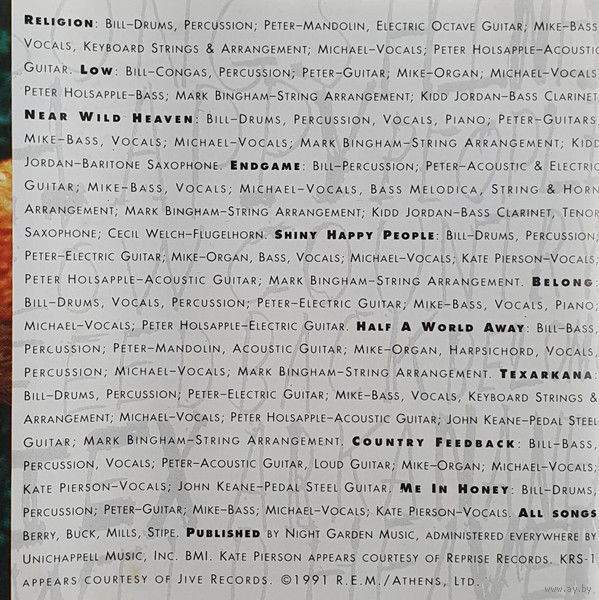 Religion: Bill–Drums, Percussion; Peter–Mandolin, Electric Octave Guitar; Mike–Bass
Vocals, Keyboard Strings & Arrangement; Michael–Vocals; Peter Holsapple–Acoustic
Guitar. Low: Bill–Congas, Percussion; Peter–Guitar; Mike–Organ; Michael–Vocals
Peter Holsapple–Bass; Mark Bingham–String Arrangement; Kidd Jordan–Bass Clarinet
Near Wild Heaven: Bill–Drums, Percussion, Vocals, Piano; Peter–Guitars
Mike–Bass, Vocals; Michael–Vocals; Mark Bingham–String Arrangement; Kidd
Jordan–Baritone Saxophone. Endgame: Bill–Percussion; Peter–Acoustic & Electric
Guitar; Mike–Bass, Vocals; Michael–Vocals, Bass Melodica, String & Horn
Arrangement; Mark Bingham–String Arrangement; Kidd Jordan–Bass Clarinet, Tenor
Saxophone; Cecil Welch–Flugelhorn. Shiny Happy People: Bill–Drums, Percussion;
Peter–Electric Guitar; Mike–Organ, Bass, Vocals; Michael–Vocals; Kate Pierson–Vocals;
Peter Holsapple–Acoustic Guitar; Mark Bingham–String Arrangement. Belong:
Bill–Drums, Vocals, Percussion; Peter–Electric Guitar; Mike–Bass, Vocals, Piano;
Michael–Vocals; Peter Holsapple–Electric Guitar. Half A World Away: Bill–Bass,
Percussion; Peter–Mandolin, Acoustic Guitar; Mike–Organ, Harpsichord, Vocals,
Percussion; Michael–Vocals; Mark Bingham–String Arrangement. Texarkana:
Bill–Drums, Percussion; Peter–Electric Guitar; Mike–Bass, Vocals, Keyboard Strings &
Arrangement; Michael–Vocals; Peter Holsapple–Acoustic Guitar; John Keane–Pedal Steel
Guitar; Mark Bingham–String Arrangement. Country Feedback: Bill–Bass,
Percussion, Vocals; Peter–Acoustic Guitar, Loud Guitar; Mike–Organ; Michael–Vocals;
Kate Pierson–Vocals; John Keane–Pedal Steel Guitar. Me In Honey: Bill–Drums,
Percussion; Peter–Guitar; Mike–Bass; Michael–Vocals; Kate Pierson–Vocals. All songs
Berry, Buck, Mills, Stipe. Published by Night Garden Music, administered everywhere by
Unichappell Music, Inc. BMI. Kate Pierson appears courtesy of Reprise Records. KRS-1
appears courtesy of Jive Records. ©1991 R.E.M./Athens, Ltd.
www.ay.by